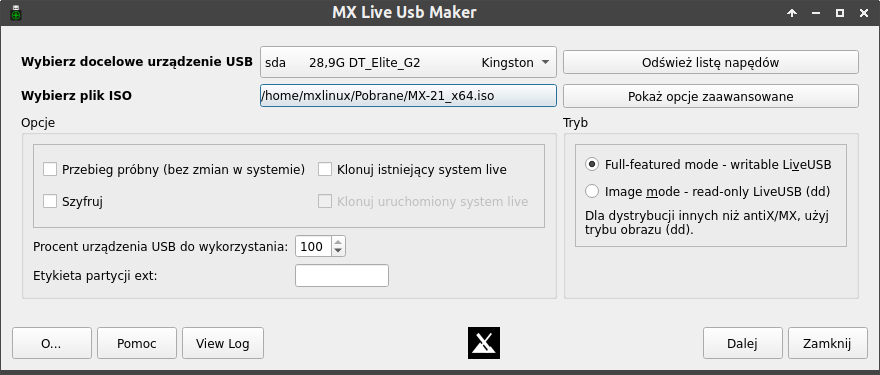 MX Live Usb Maker
Wybierz docelowe urządzenie USB
sda 28,9G DT_Elite_G2 Kingston
Odśwież listę napędów
Wybierz plik ISO
/home/mxlinux/Pobrane/MX-21_x64.iso
Pokaż opcje zaawansowane
Opcje
Tryb
Przebieg próbny (bez zmian w systemie)
Klonuj istniejący system live
Szyfruj
Klonuj uruchomiony system live
Procent urządzenia USB do wykorzystania: 100
Etykieta partycji ext:
Full-featured mode - writable LiveUSB
Image mode - read-only LiveUSB (dd)
Dla dystrybucji innych niż antiX/MX, użyj
trybu obrazu (dd).
O...
Pomoc
View Log
Dalej
Zamknij